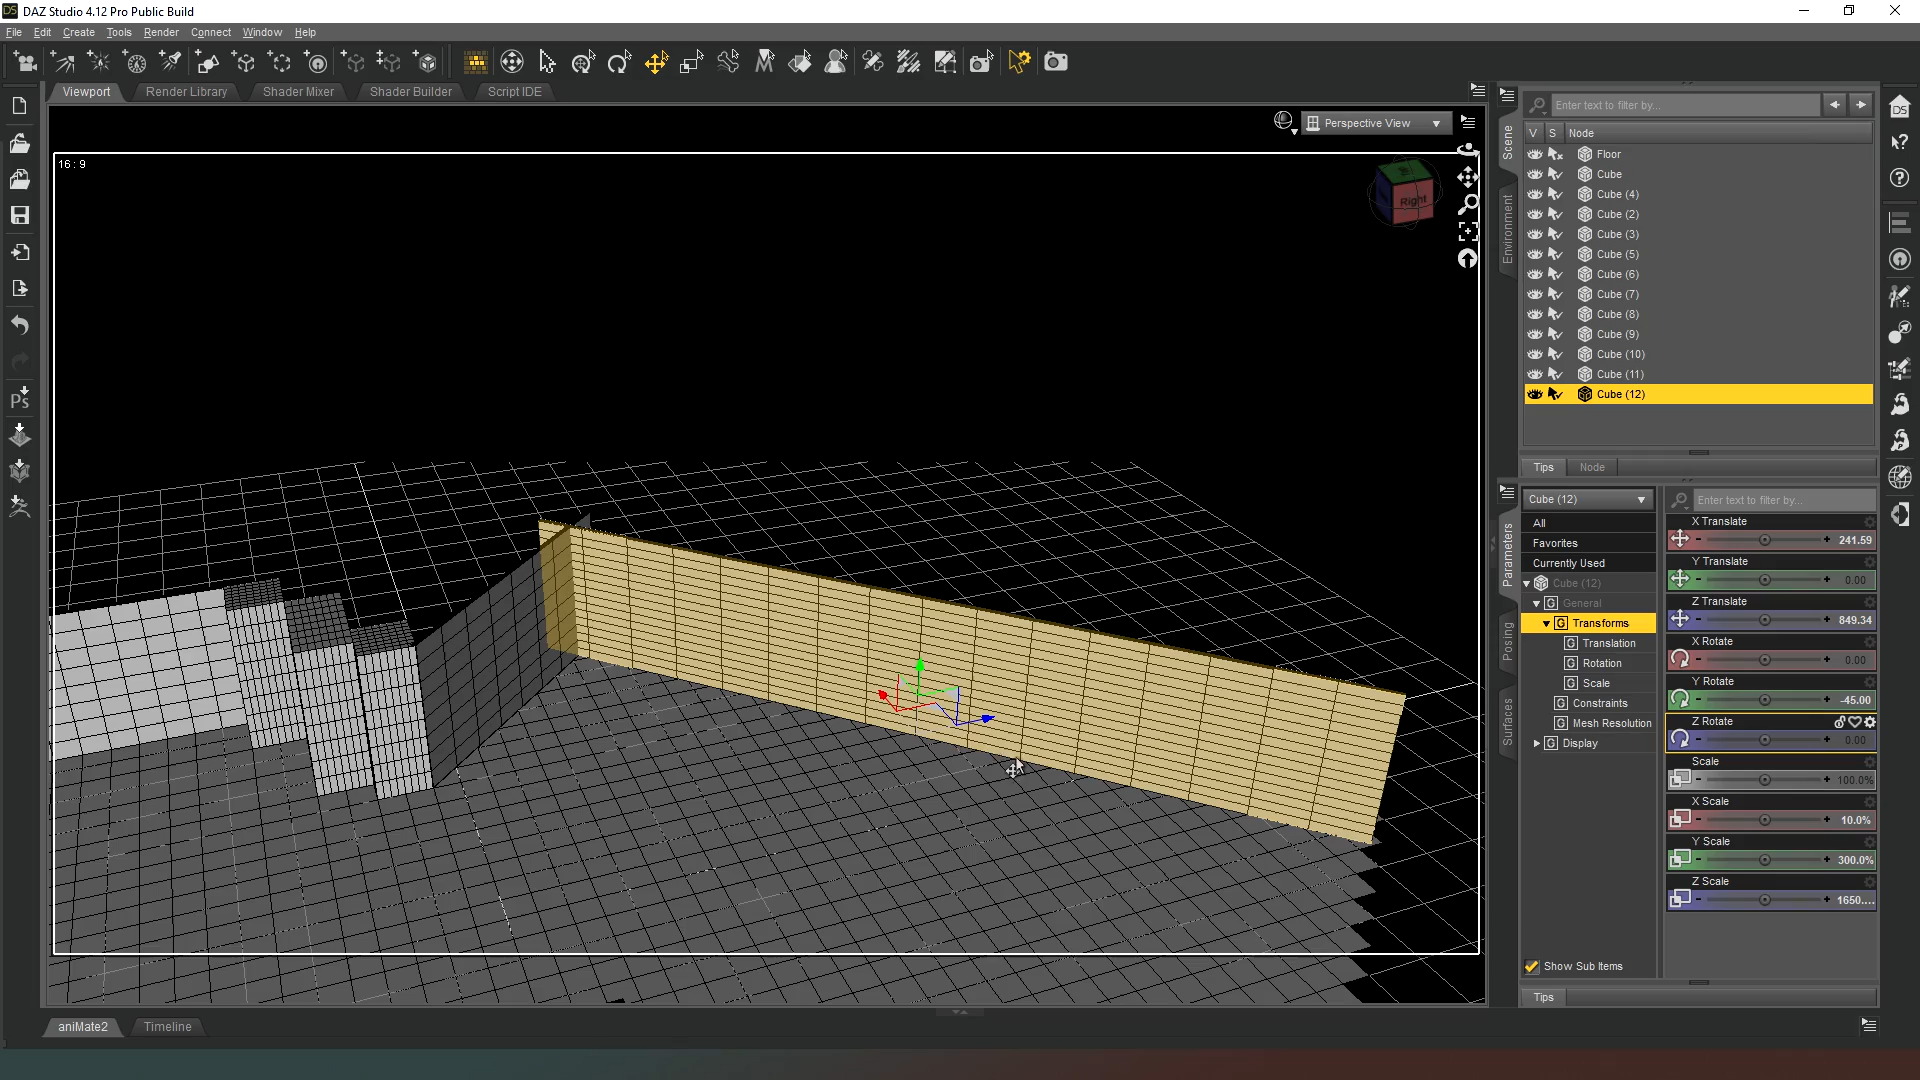 DAZ Studio 4.12 Pro Public Build
File Edit Create Tools Render Connect Window Help
Viewport Render Library Shader Mixer Shader Builder Script IDE
Perspective View
16 : 9
Right
Scene
Environment
Enter text to filter by...
V S Node
Floor
Cube
Cube (4)
Cube (2)
Cube (3)
Cube (5)
Cube (6)
Cube (7)
Cube (8)
Cube (9)
Cube (10)
Cube (11)
Cube (12)
Tips Node
Parameters
Posing
Surfaces
Cube (12)
All
Favorites
Currently Used
Cube (12)
General
Transforms
Translation
Rotation
Scale
Constraints
Mesh Resolution
Display
Show Sub Items
Enter text to filter by...
X Translate
241.59
Y Translate
0.00
Z Translate
849.34
X Rotate
0.00
Y Rotate
-45.00
Z Rotate
0.00
Scale
100.0%
X Scale
10.0%
Y Scale
300.0%
Z Scale
1650....
Tips
aniMate2 Timeline
Ps
DS